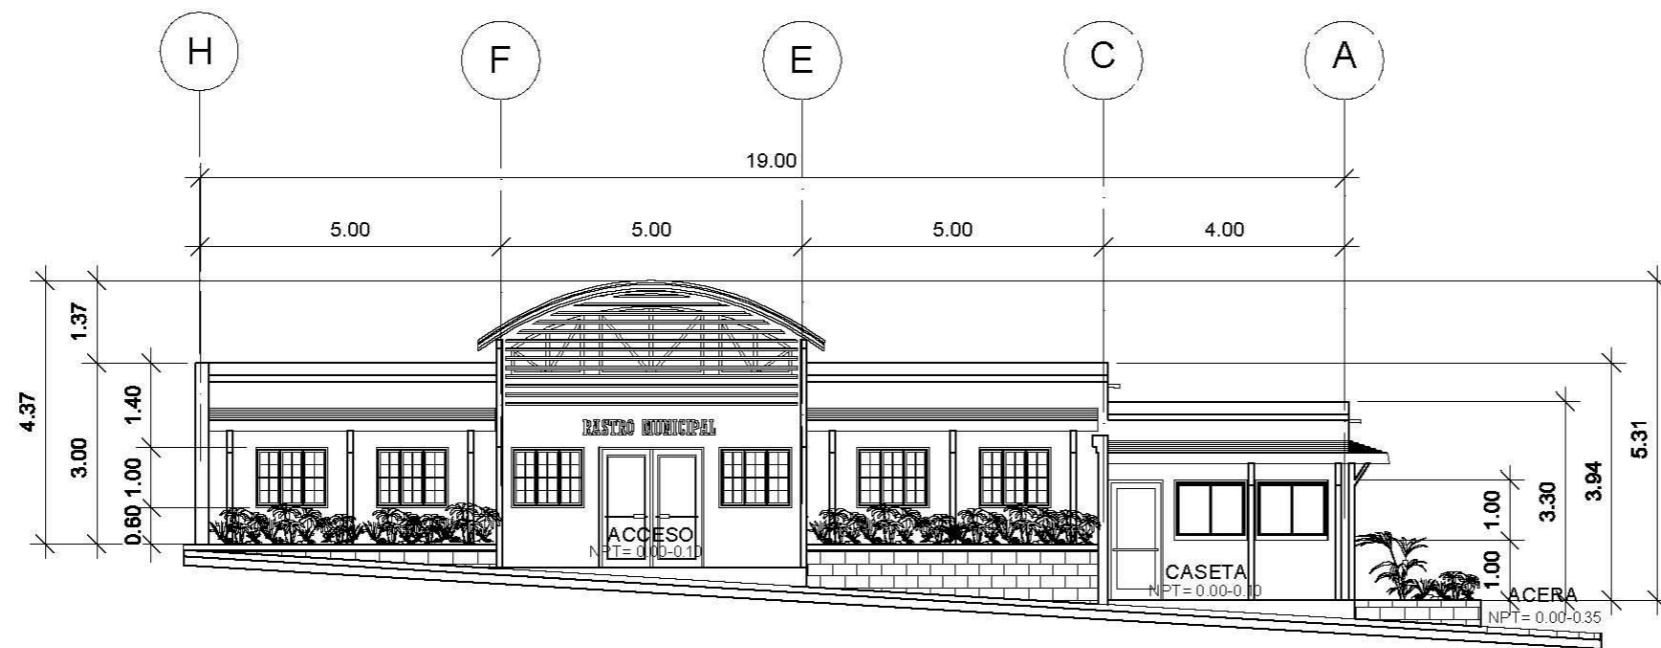 H F E C A
19.00
5.00 5.00 5.00 4.00
1.37
4.37
3.00
1.40
1.00
0.60
RASTRO MUNICIPAL
ACCESO
NPT= 0.00-0.10
CASETA
NPT= 0.00-0.10
5.31
3.94
3.30
1.00
1.00
ACERA
NPT= 0.00-0.35